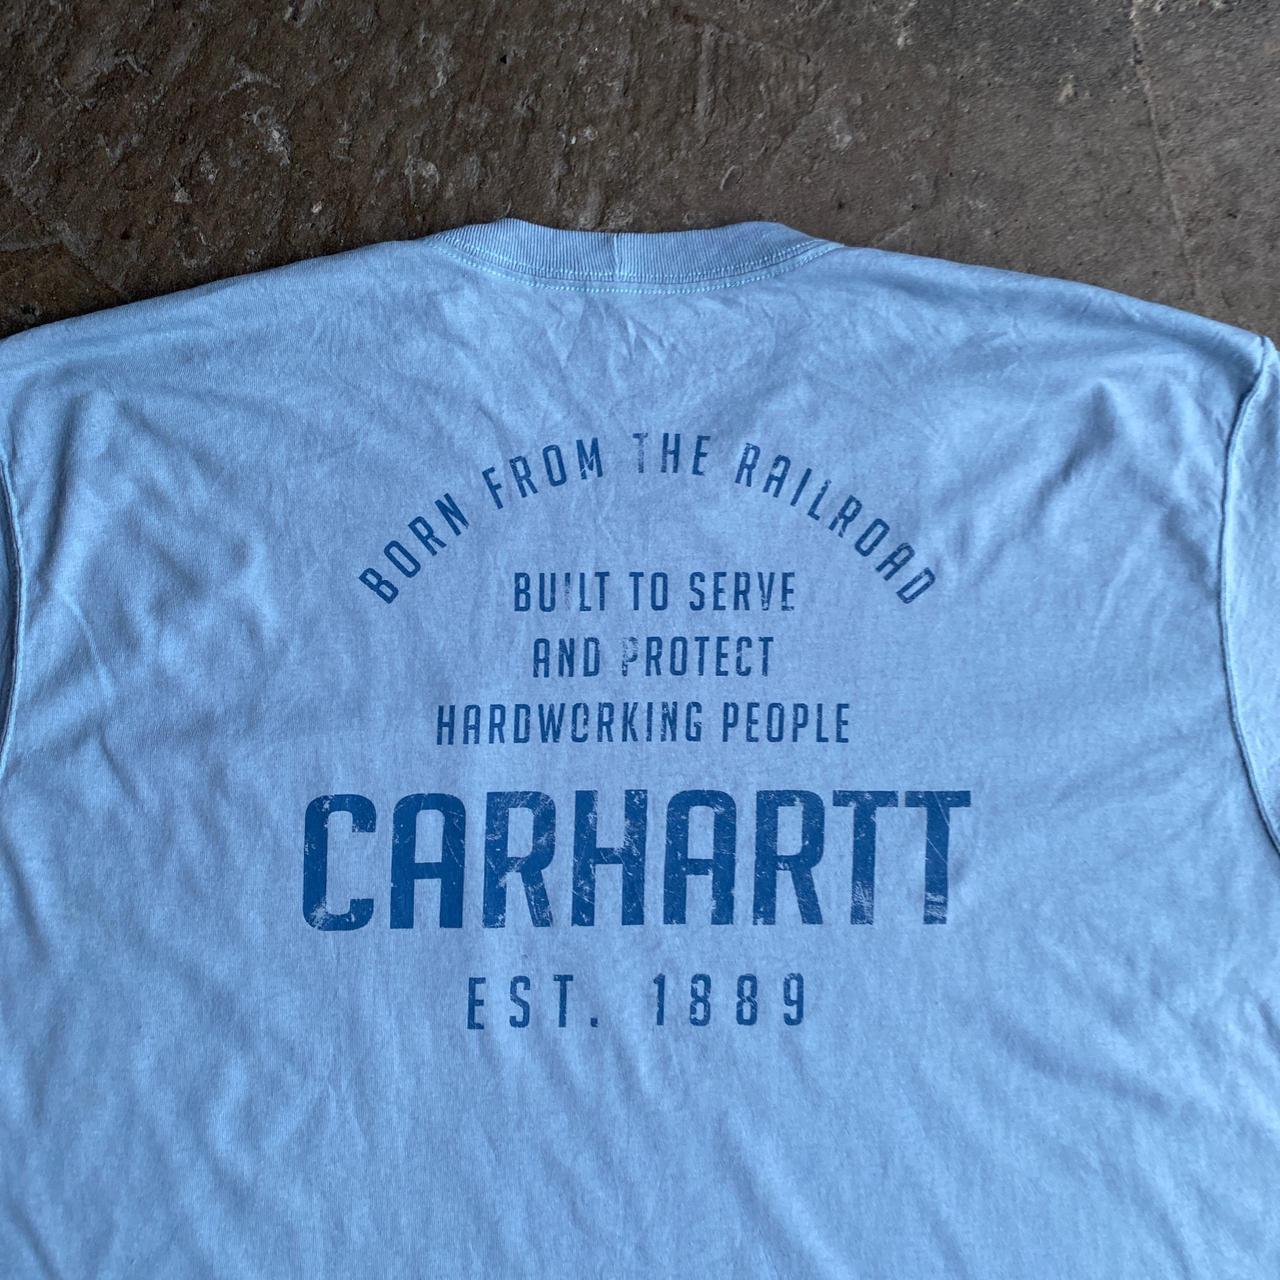 BORN FROM THE RAILROAD
BUILT TO SERVE
AND PROTECT
HARDWORKING PEOPLE
CARHARTT
EST. 1889